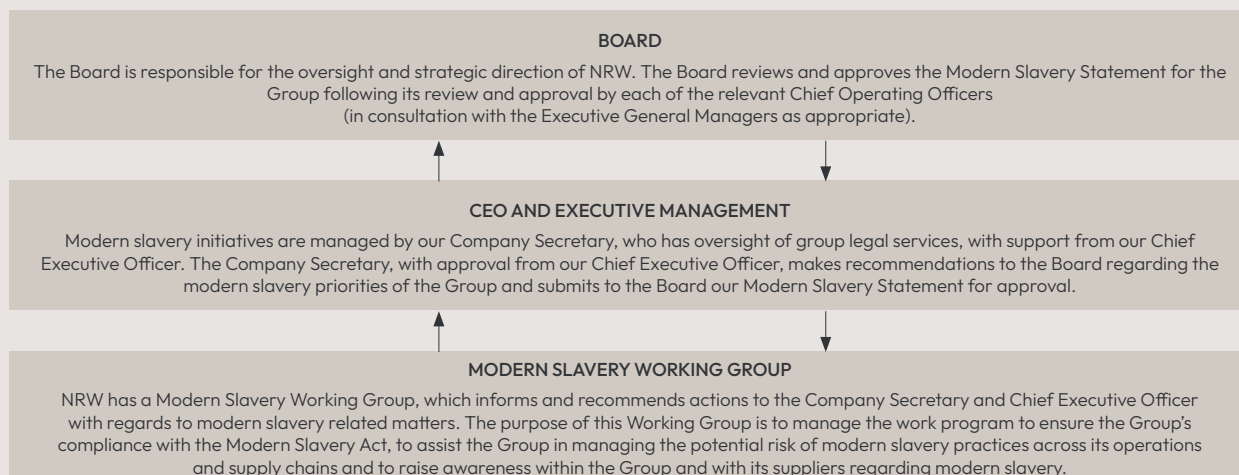 BOARD
The Board is responsible for the oversight and strategic direction of NRW. The Board reviews and approves the Modern Slavery Statement for the
Group following its review and approval by each of the relevant Chief Operating Officers
(in consultation with the Executive General Managers as appropriate).
CEO AND EXECUTIVE MANAGEMENT
Modern slavery initiatives are managed by our Company Secretary, who has oversight of group legal services, with support from our Chief
Executive Officer. The Company Secretary, with approval from our Chief Executive Officer, makes recommendations to the Board regarding the
modern slavery priorities of the Group and submits to the Board our Modern Slavery Statement for approval.
MODERN SLAVERY WORKING GROUP
NRW has a Modern Slavery Working Group, which informs and recommends actions to the Company Secretary and Chief Executive Officer
with regards to modern slavery related matters. The purpose of this Working Group is to manage the work program to ensure the Group's
compliance with the Modern Slavery Act, to assist the Group in managing the potential risk of modern slavery practices across its operations
and supply chains and to raise awareness within the Group and with its suppliers regarding modern slavery.